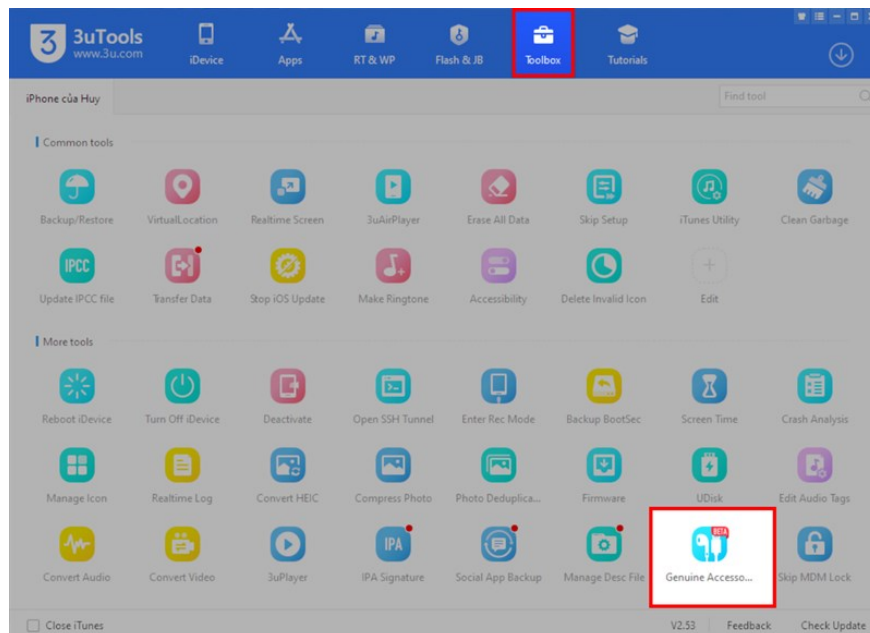 3uTools
www.3u.com
iDevice
Apps
RT & WP
Flash & JB
Toolbox
Tutorials
iPhone của Huy
Find tool
Common tools
Backup/Restore
VirtualLocation
Realtime Screen
3uAirPlayer
Erase All Data
Skip Setup
iTunes Utility
Clean Garbage
IPCC
Update IPCC file
Transfer Data
Stop iOS Update
Make Ringtone
Accessibility
Delete Invalid Icon
Edit
More tools
Reboot iDevice
Turn Off iDevice
Deactivate
Open SSH Tunnel
Enter Rec Mode
Backup BootSec
Screen Time
Crash Analysis
Manage Icon
Realtime Log
Convert HEIC
Compress Photo
Photo Deduplica...
Firmware
UDisk
Edit Audio Tags
IPA
BETA
Convert Audio
Convert Video
3uPlayer
IPA Signature
Social App Backup
Manage Desc File
Genuine Accesso...
Skip MDM Lock
Close iTunes
V2.53
Feedback
Check Update